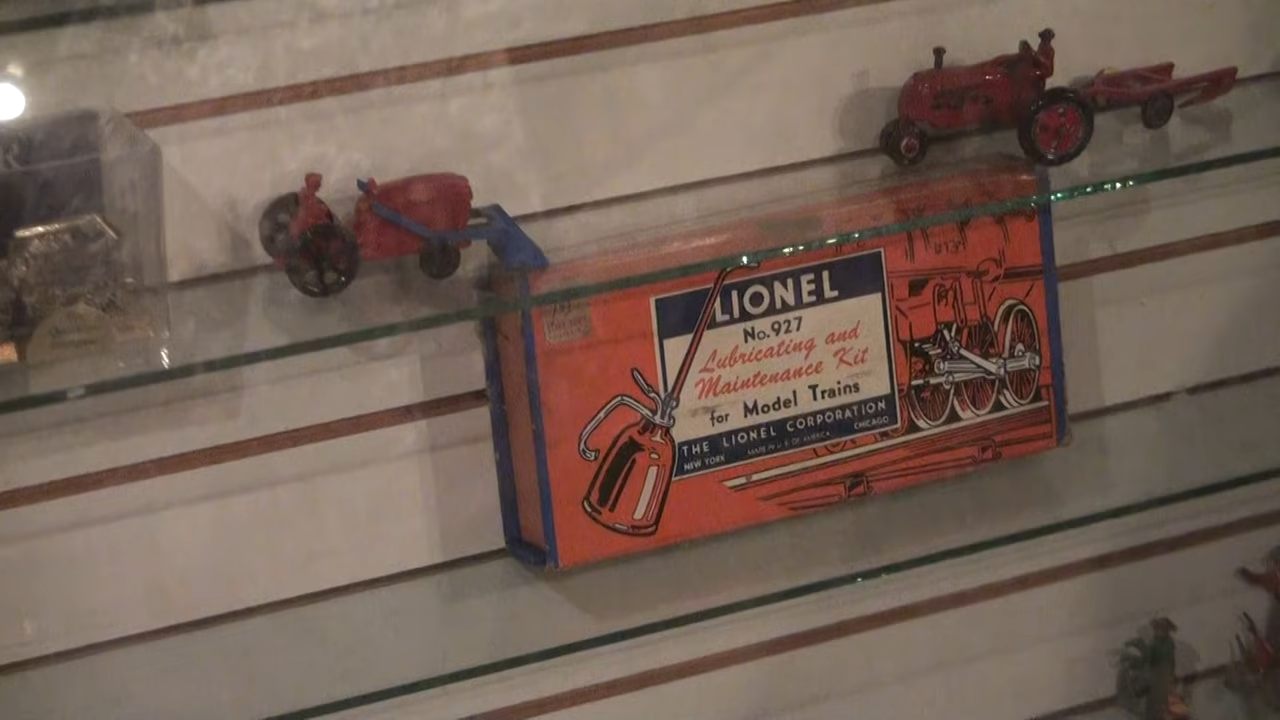 LIONEL
No. 927
Lubricating and
Maintenance Kit
for Model Trains
THE LIONEL CORPORATION
NEW YORK MADE IN U.S. OF AMERICA CHICAGO